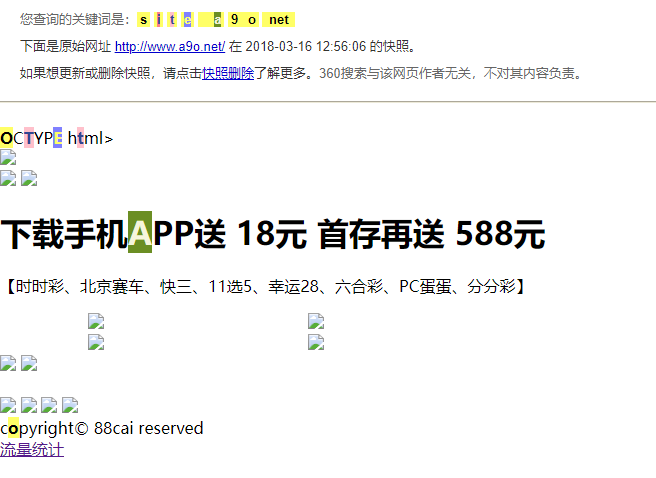 您查询的关键词是： s i t e a 9 o net
下面是原始网址 http://www.a9o.net/ 在 2018-03-16 12:56:06 的快照。
如果想更新或删除快照，请点击快照删除了解更多。360搜索与该网页作者无关，不对其内容负责。
OCTYPE html>
下载手机APP送 18元 首存再送 588元
【时时彩、北京赛车、快三、11选5、幸运28、六合彩、PC蛋蛋、分分彩】
copyright© 88cai reserved
流量统计